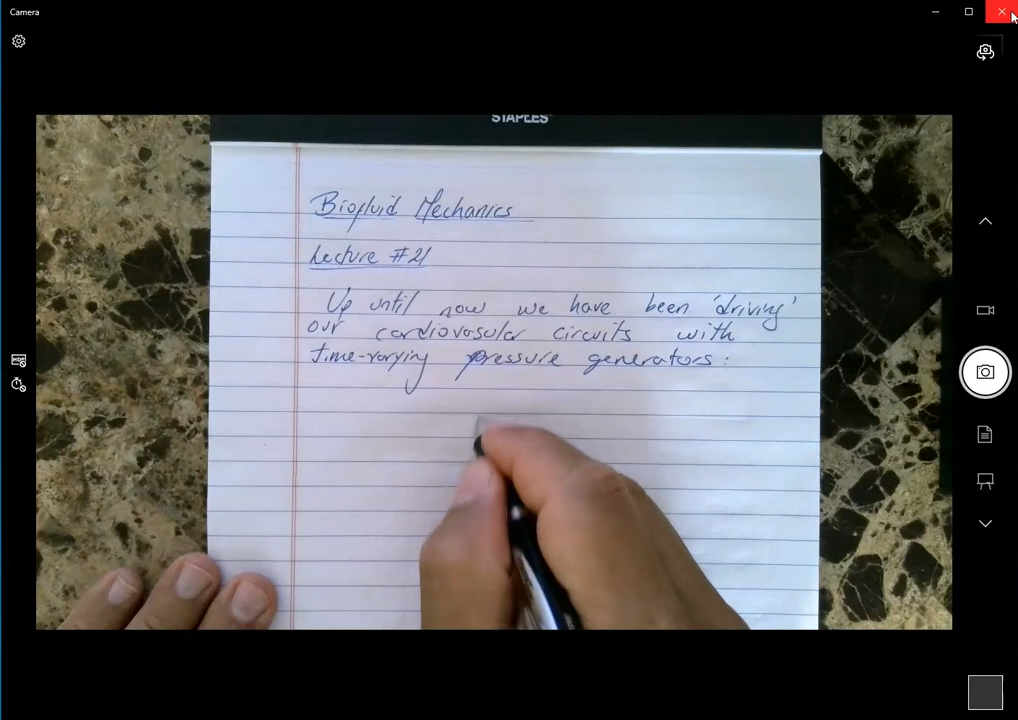 Camera
STAPLES
Biofluid Mechanics
Lecture #21
Up until now we have been 'driving'
our cardiovasular circuits with
time-varying pressure generators: